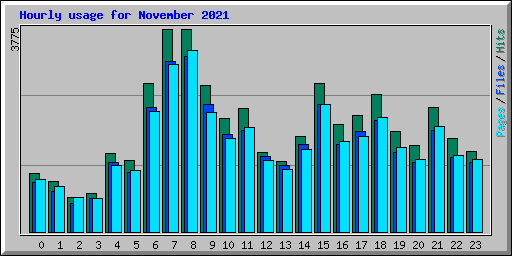 Hourly usage for November 2021
3775
0 1 2 3 4 5 6 7 8 9 10 11 12 13 14 15 16 17 18 19 20 21 22 23
Pages/Files/Hits